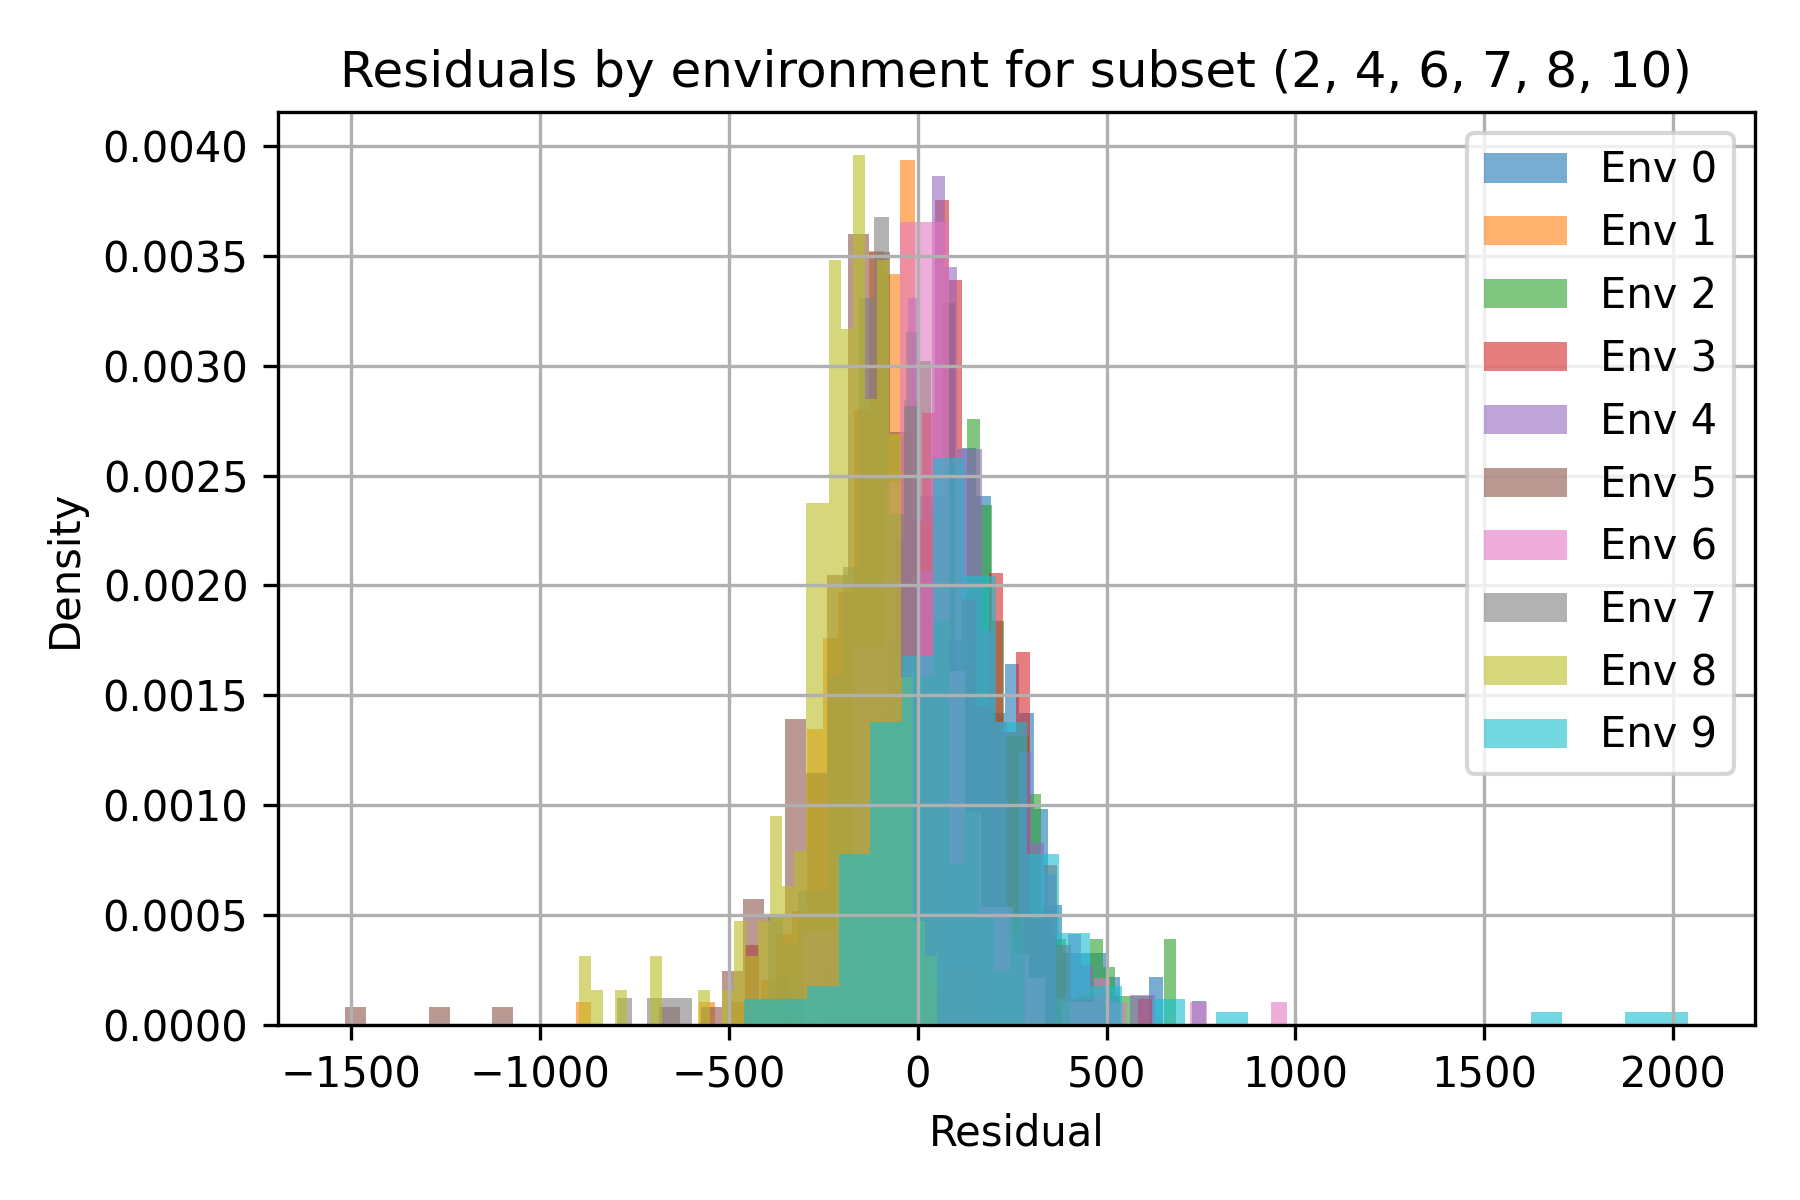 Residuals by environment for subset (2, 4, 6, 7, 8, 10)
0.0040
0.0035
0.0030
0.0025
0.0020
0.0015
0.0010
0.0005
0.0000
Density
Env 0
Env 1
Env 2
Env 3
Env 4
Env 5
Env 6
Env 7
Env 8
Env 9
−1500 −1000 −500 0 500 1000 1500 2000
Residual